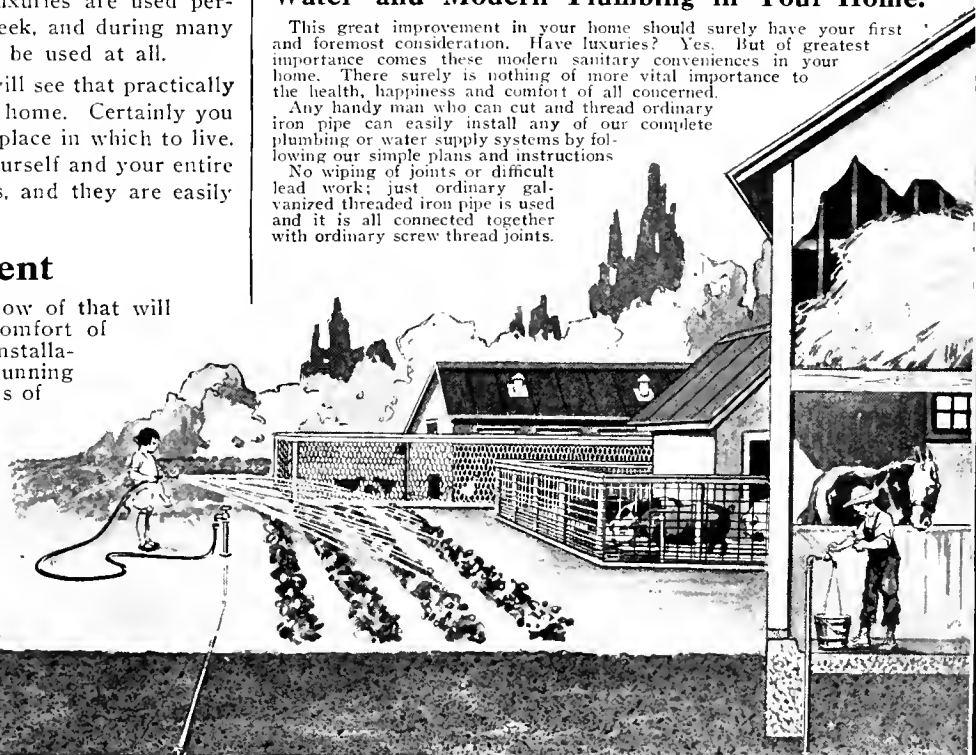 luxuries are used per-
eek, and during many
be used at all.
ill see that practically
home. Certainly you
place in which to live.
urself and your entire
s, and they are easily
ent
ow of that will
omfort of
nstalla-
unning
s of
Water and Modern Plumbing in Your Home.
This great improvement in your home should surely have your first
and foremost consideration. Have luxuries? Yes. But of greatest
importance comes these modern sanitary conveniences in your
home. There surely is nothing of more vital importance to
the health, happiness and comfort of all concerned.
Any handy man who can cut and thread ordinary
iron pipe can easily install any of our complete
plumbing or water supply systems by fol-
lowing our simple plans and instructions
No wiping of joints or difficult
lead work; just ordinary gal-
vanized threaded iron pipe is used
and it is all connected together
with ordinary screw thread joints.